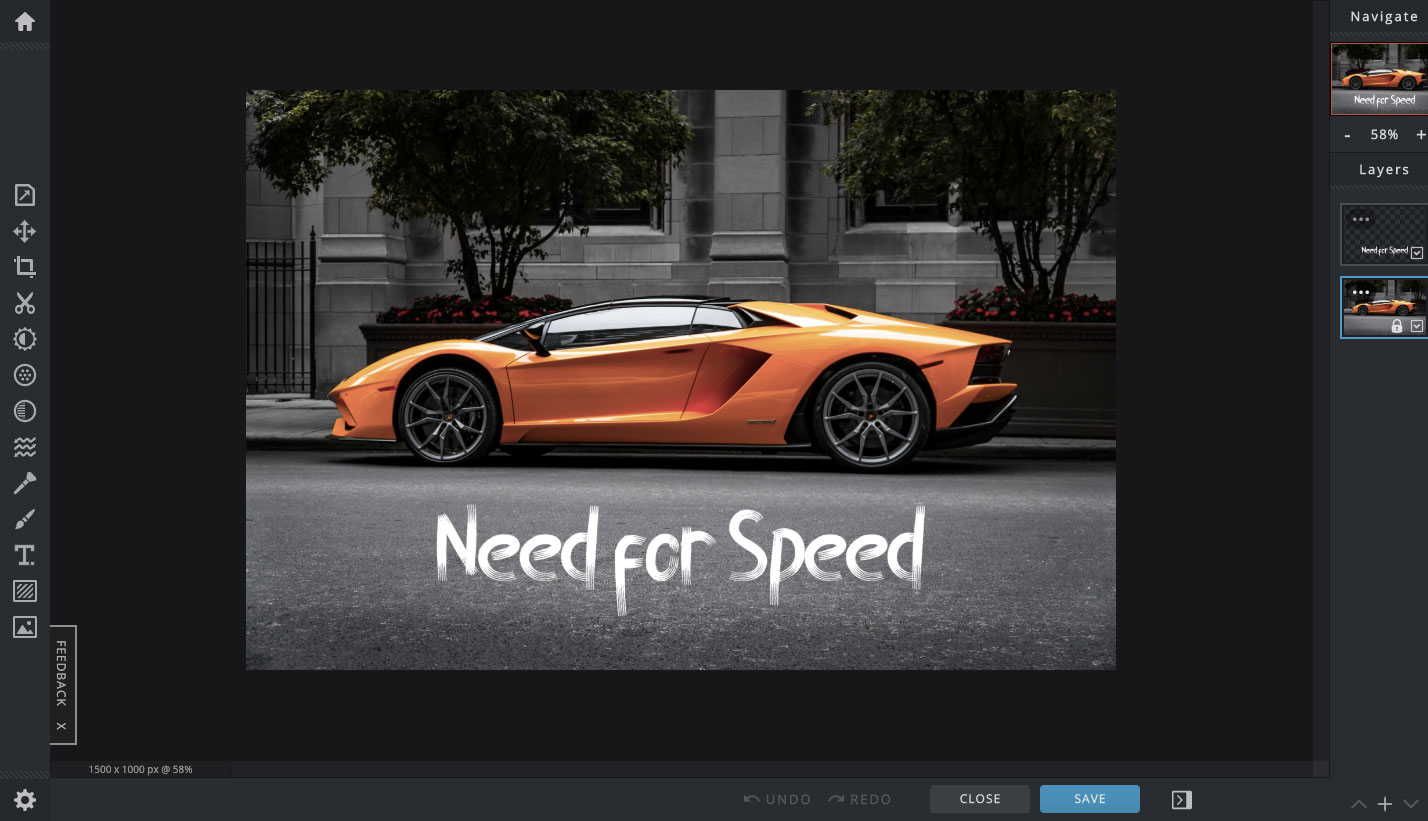 Navigate
Need for Speed
- 58% +
Layers
Need for Speed
Need for Speed
FEEDBACK X
1500 x 1000 px @ 58%
UNDO REDO CLOSE SAVE